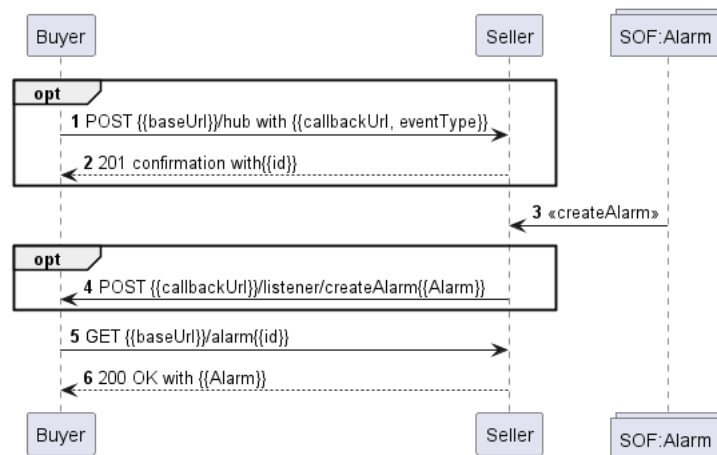 Buyer
Seller
SOF:Alarm
opt
1 POST {{baseUrl}}/hub with {{callbackUrl, eventType}}
2 201 confirmation with{{id}}
3 «createAlarm»
opt
4 POST {{callbackUrl}}/listener/createAlarm{{Alarm}}
5 GET {{baseUrl}}/alarm{{id}}
6 200 OK with {{Alarm}}
Buyer
Seller
SOF:Alarm